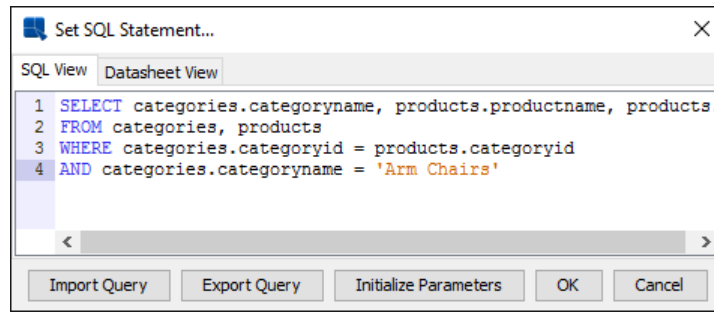 Set SQL Statement...
SQL View Datasheet View
1 SELECT categories.categoryname, products.productname, products
2 FROM categories, products
3 WHERE categories.categoryid = products.categoryid
4 AND categories.categoryname = 'Arm Chairs'
Import Query Export Query Initialize Parameters OK Cancel